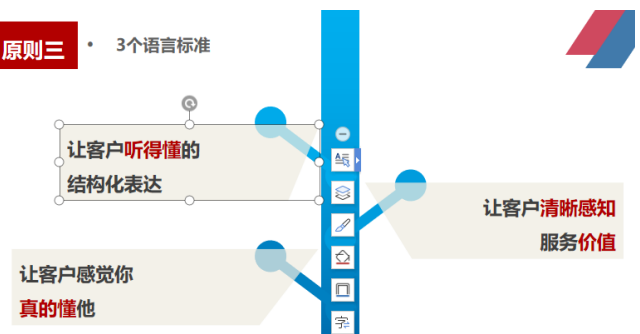 原则三
• 3个语言标准
让客户听得懂的
结构化表达
让客户清晰感知
服务价值
让客户感觉你
真的懂他